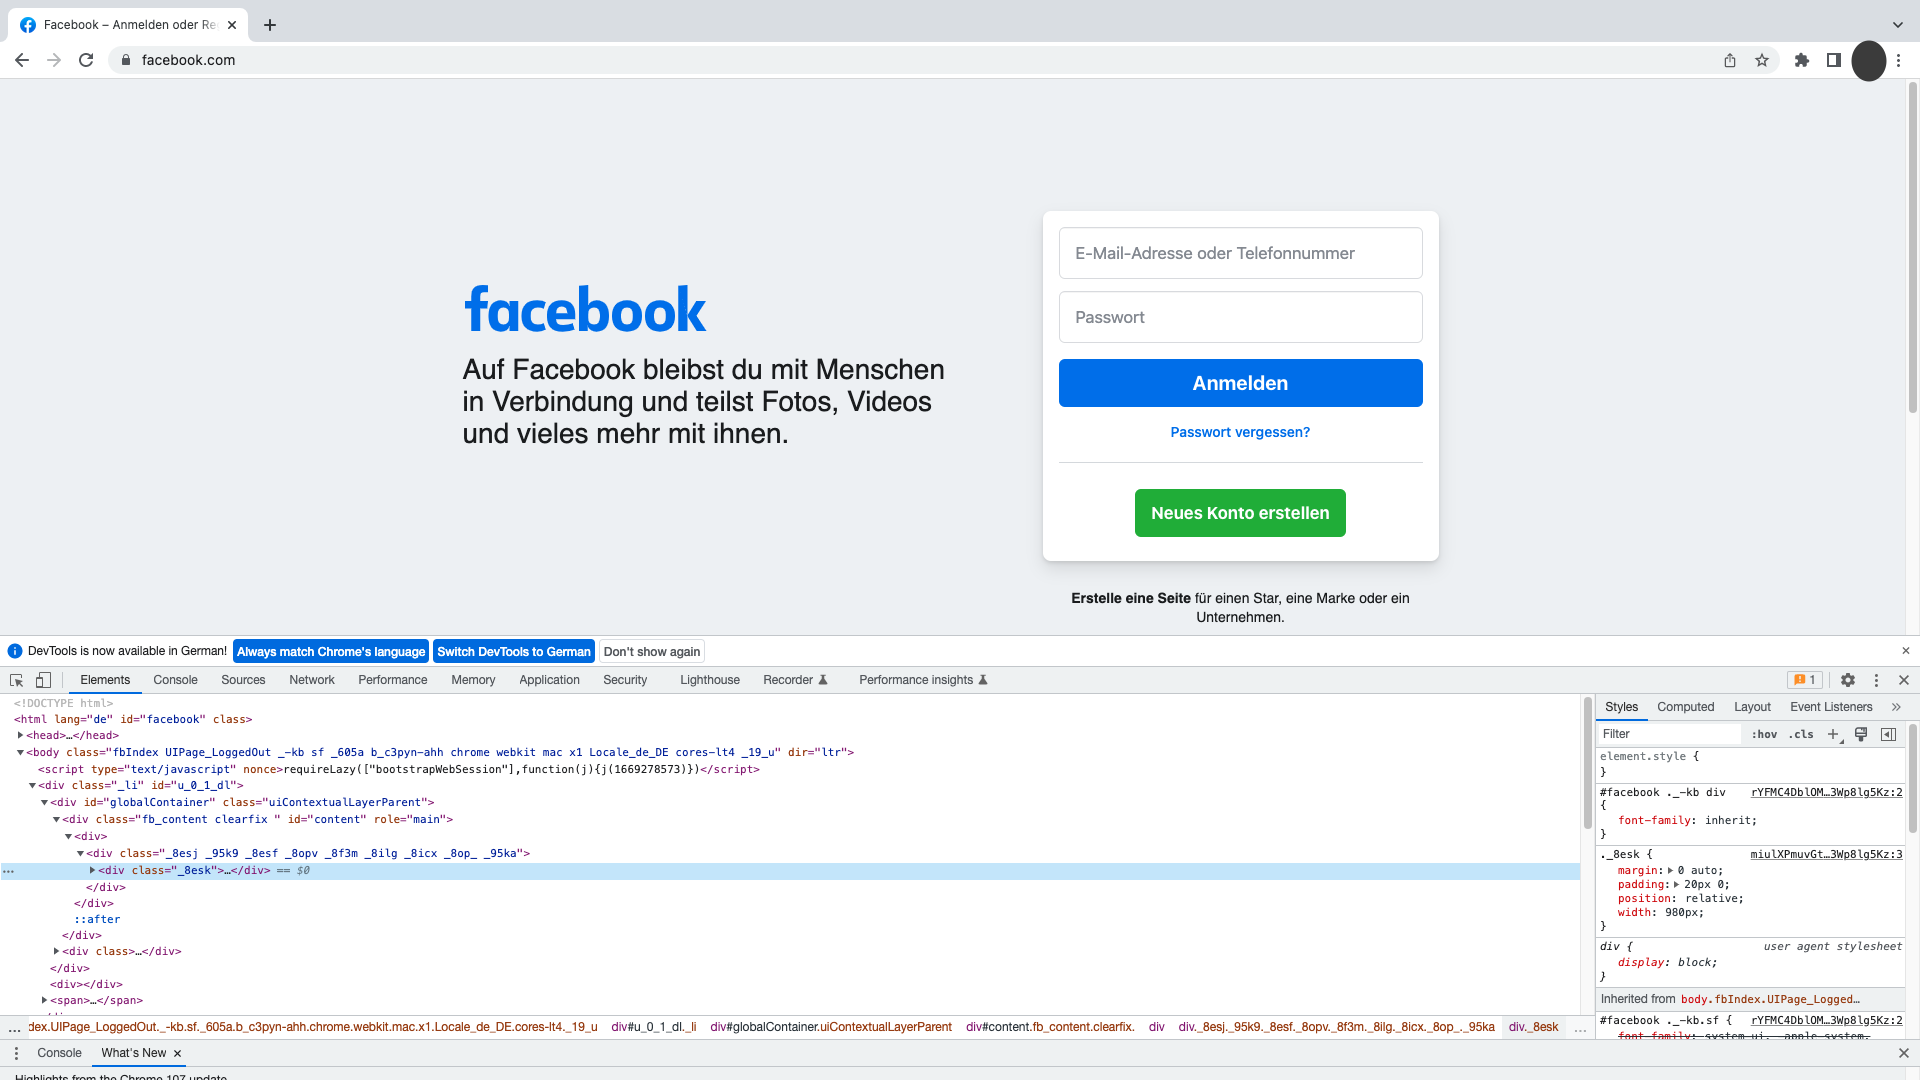 Facebook – Anmelden oder Re
facebook.com
E-Mail-Adresse oder Telefonnummer
facebook
Passwort
Auf Facebook bleibst du mit Menschen
in Verbindung und teilst Fotos, Videos
und vieles mehr mit ihnen.
Anmelden
Passwort vergessen?
Neues Konto erstellen
Erstelle eine Seite für einen Star, eine Marke oder ein
Unternehmen.
DevTools is now available in German! Always match Chrome's language Switch DevTools to German Don't show again
Elements Console Sources Network Performance Memory Application Security Lighthouse Recorder Performance insights 1
<!DOCTYPE html>
<html lang="de" id="facebook" class>
<head>…</head>
<body class="fbIndex UIPage_LoggedOut _-kb sf _605a b_c3pyn-ahh chrome webkit mac x1 Locale_de_DE cores-lt4 _19_u" dir="ltr">
<script type="text/javascript" nonce>requireLazy(["bootstrapWebSession"],function(j){j(1669278573)})</script>
<div class="_li" id="u_0_1_dl">
<div id="globalContainer" class="uiContextualLayerParent">
<div class="fb_content clearfix " id="content" role="main">
<div>
<div class="_8esj _95k9 _8esf _8opv _8f3m _8ilg _8icx _8op_ _95ka">
… <div class="_8esk">…</div> == $0
</div>
</div>
::after
</div>
<div class>…</div>
</div>
<div></div>
<span>…</span>
Styles Computed Layout Event Listeners »
Filter :hov .cls +
element.style {
}
#facebook ._-kb div rYFMC4DblOM…3Wp8lg5Kz:2
{
font-family: inherit;
}
._8esk { miulXPmuvGt…3Wp8lg5Kz:3
margin: 0 auto;
padding: 20px 0;
position: relative;
width: 980px;
}
div { user agent stylesheet
display: block;
}
Inherited from body.fbIndex.UIPage_Logged…
#facebook ._-kb.sf { rYFMC4DblOM…3Wp8lg5Kz:2
font-family: system-ui, -apple-system,
… dex.UIPage_LoggedOut._-kb.sf._605a.b_c3pyn-ahh.chrome.webkit.mac.x1.Locale_de_DE.cores-lt4._19_u div#u_0_1_dl._li div#globalContainer.uiContextualLayerParent div#content.fb_content.clearfix. div div._8esj._95k9._8esf._8opv._8f3m._8ilg._8icx._8op_._95ka div._8esk …
Console What's New
Highlights from the Chrome 107 update